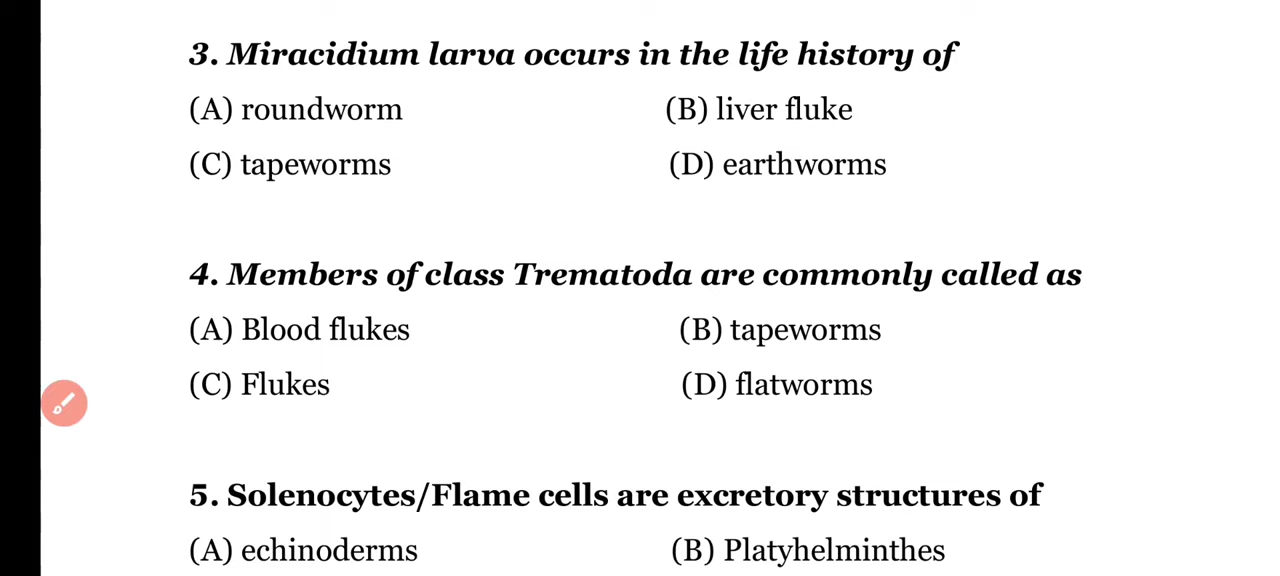 3. Miracidium larva occurs in the life history of
(A) roundworm (B) liver fluke
(C) tapeworms (D) earthworms
4. Members of class Trematoda are commonly called as
(A) Blood flukes (B) tapeworms
(C) Flukes (D) flatworms
5. Solenocytes/Flame cells are excretory structures of
(A) echinoderms (B) Platyhelminthes